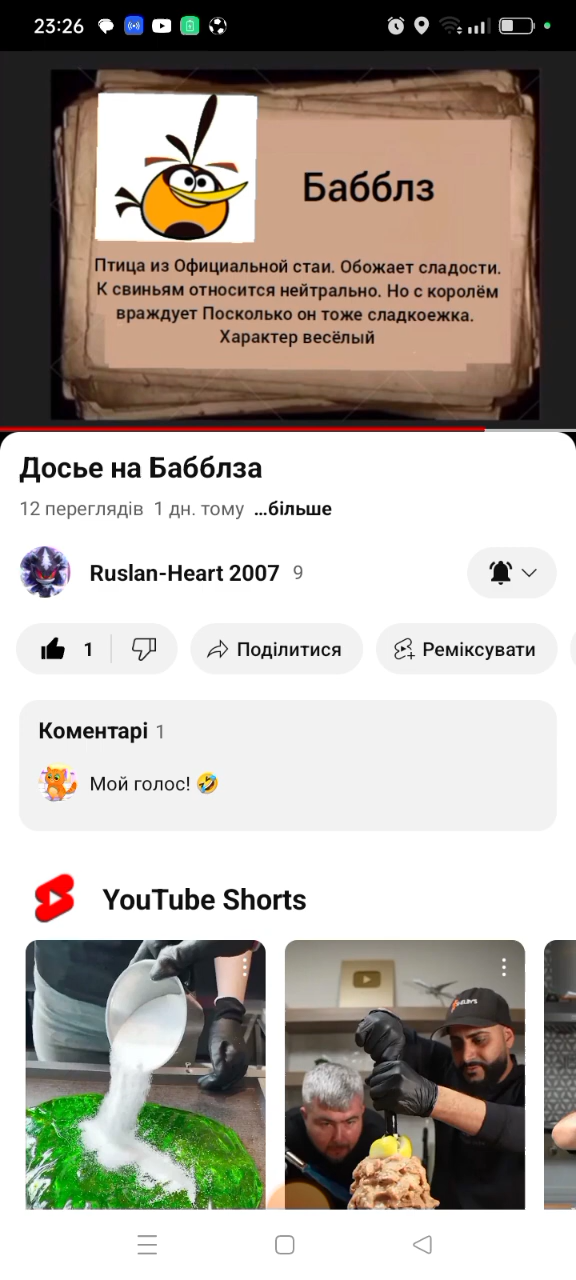 23:26
Бабблз
Птица из Официальной стаи. Обожает сладости.
К свиньям относится нейтрально. Но с королём
враждует Посколько он тоже сладкоежка.
Характер весёлый
Досье на Бабблза
12 переглядів 1 дн. тому ...більше
Ruslan-Heart 2007 9
1 Поділитися Реміксувати
Коментарі 1
Мой голос! 🤣
YouTube Shorts